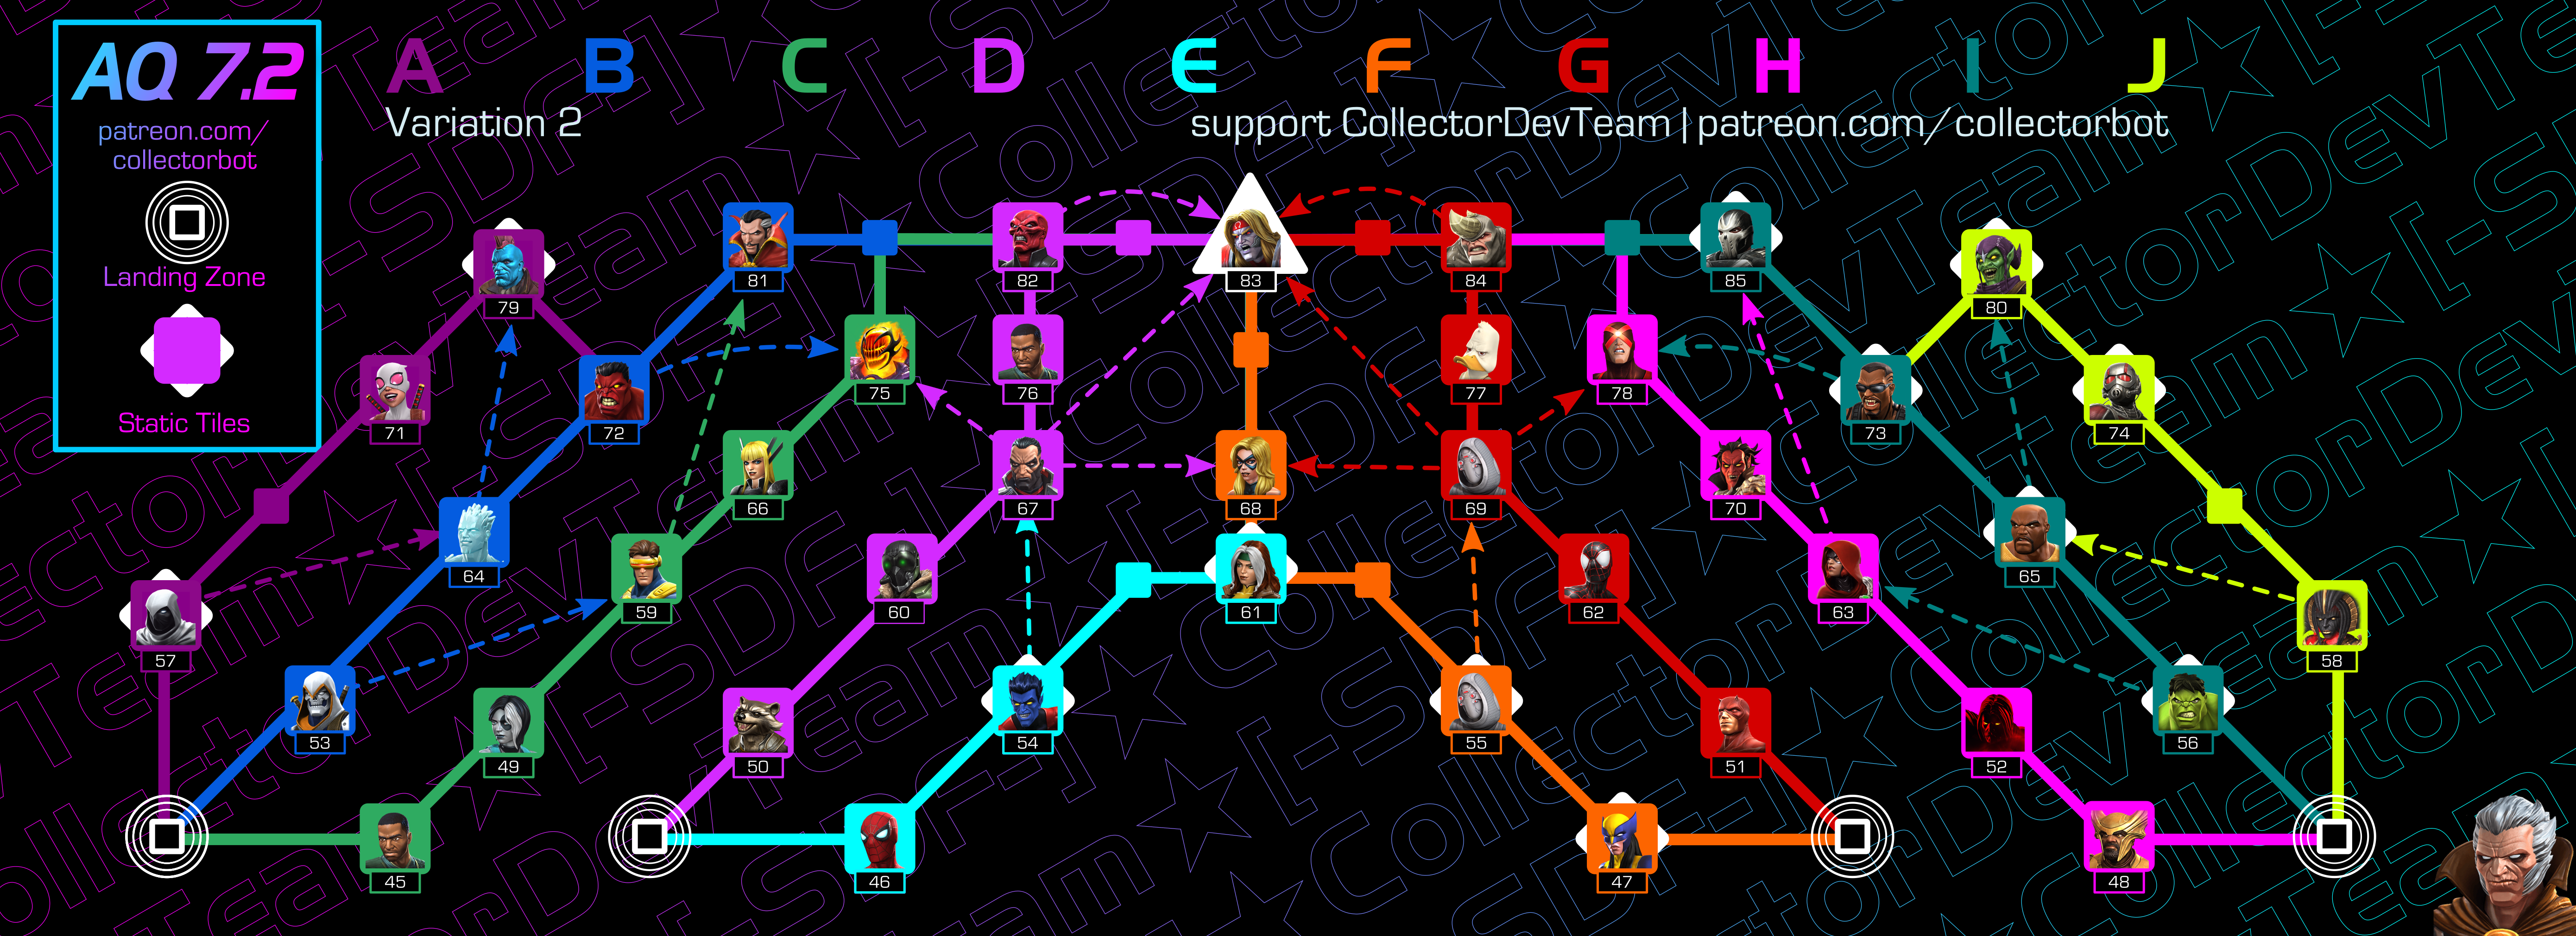 AQ 7.2
patreon.com/
collectorbot
Landing Zone
Static Tiles
A B C D E F G H I J
Variation 2
support CollectorDevTeam|patreon.com/collectorbot
81 82 83 84 85
79 80
75 76 77 78
71 72 73 74
66 67 68 69 70
64 65
59 60 61 62 63
57 58
53 54 55 56
49 50 51 52
45 46 47 48